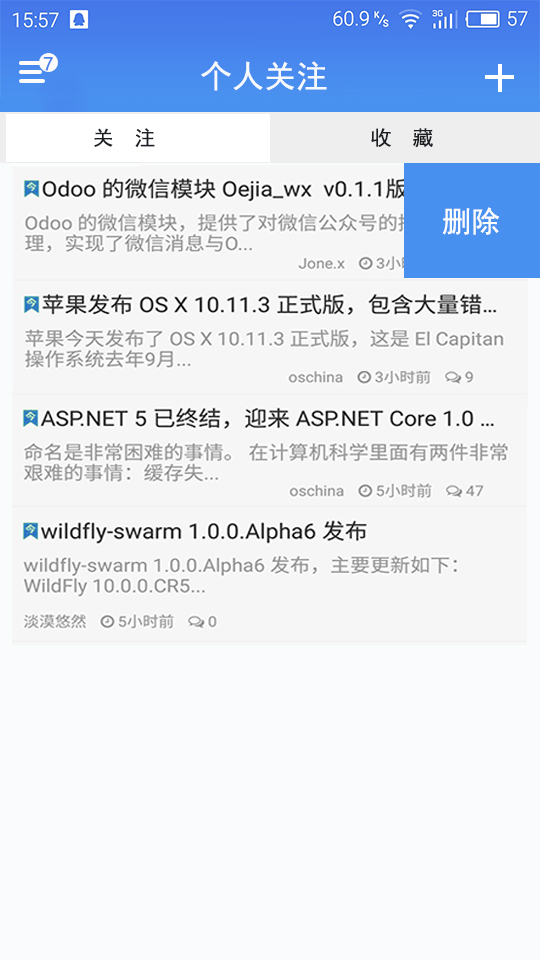 15:57 60.9 K/s 3G 57
7
个人关注
关 注 收 藏
Odoo 的微信模块 Oejia_wx v0.1.1版
Odoo 的微信模块，提供了对微信公众号的
理，实现了微信消息与O...
Jone.x 3小
删除
苹果发布 OS X 10.11.3 正式版，包含大量错...
苹果今天发布了 OS X 10.11.3 正式版，这是 El Capitan
操作系统去年9月...
oschina 3小时前 9
ASP.NET 5 已终结，迎来 ASP.NET Core 1.0 ...
命名是非常困难的事情。 在计算机科学里面有两件非常
艰难的事情：缓存失...
oschina 5小时前 47
wildfly-swarm 1.0.0.Alpha6 发布
wildfly-swarm 1.0.0.Alpha6 发布，主要更新如下：
WildFly 10.0.0.CR5...
淡漠悠然 5小时前 0